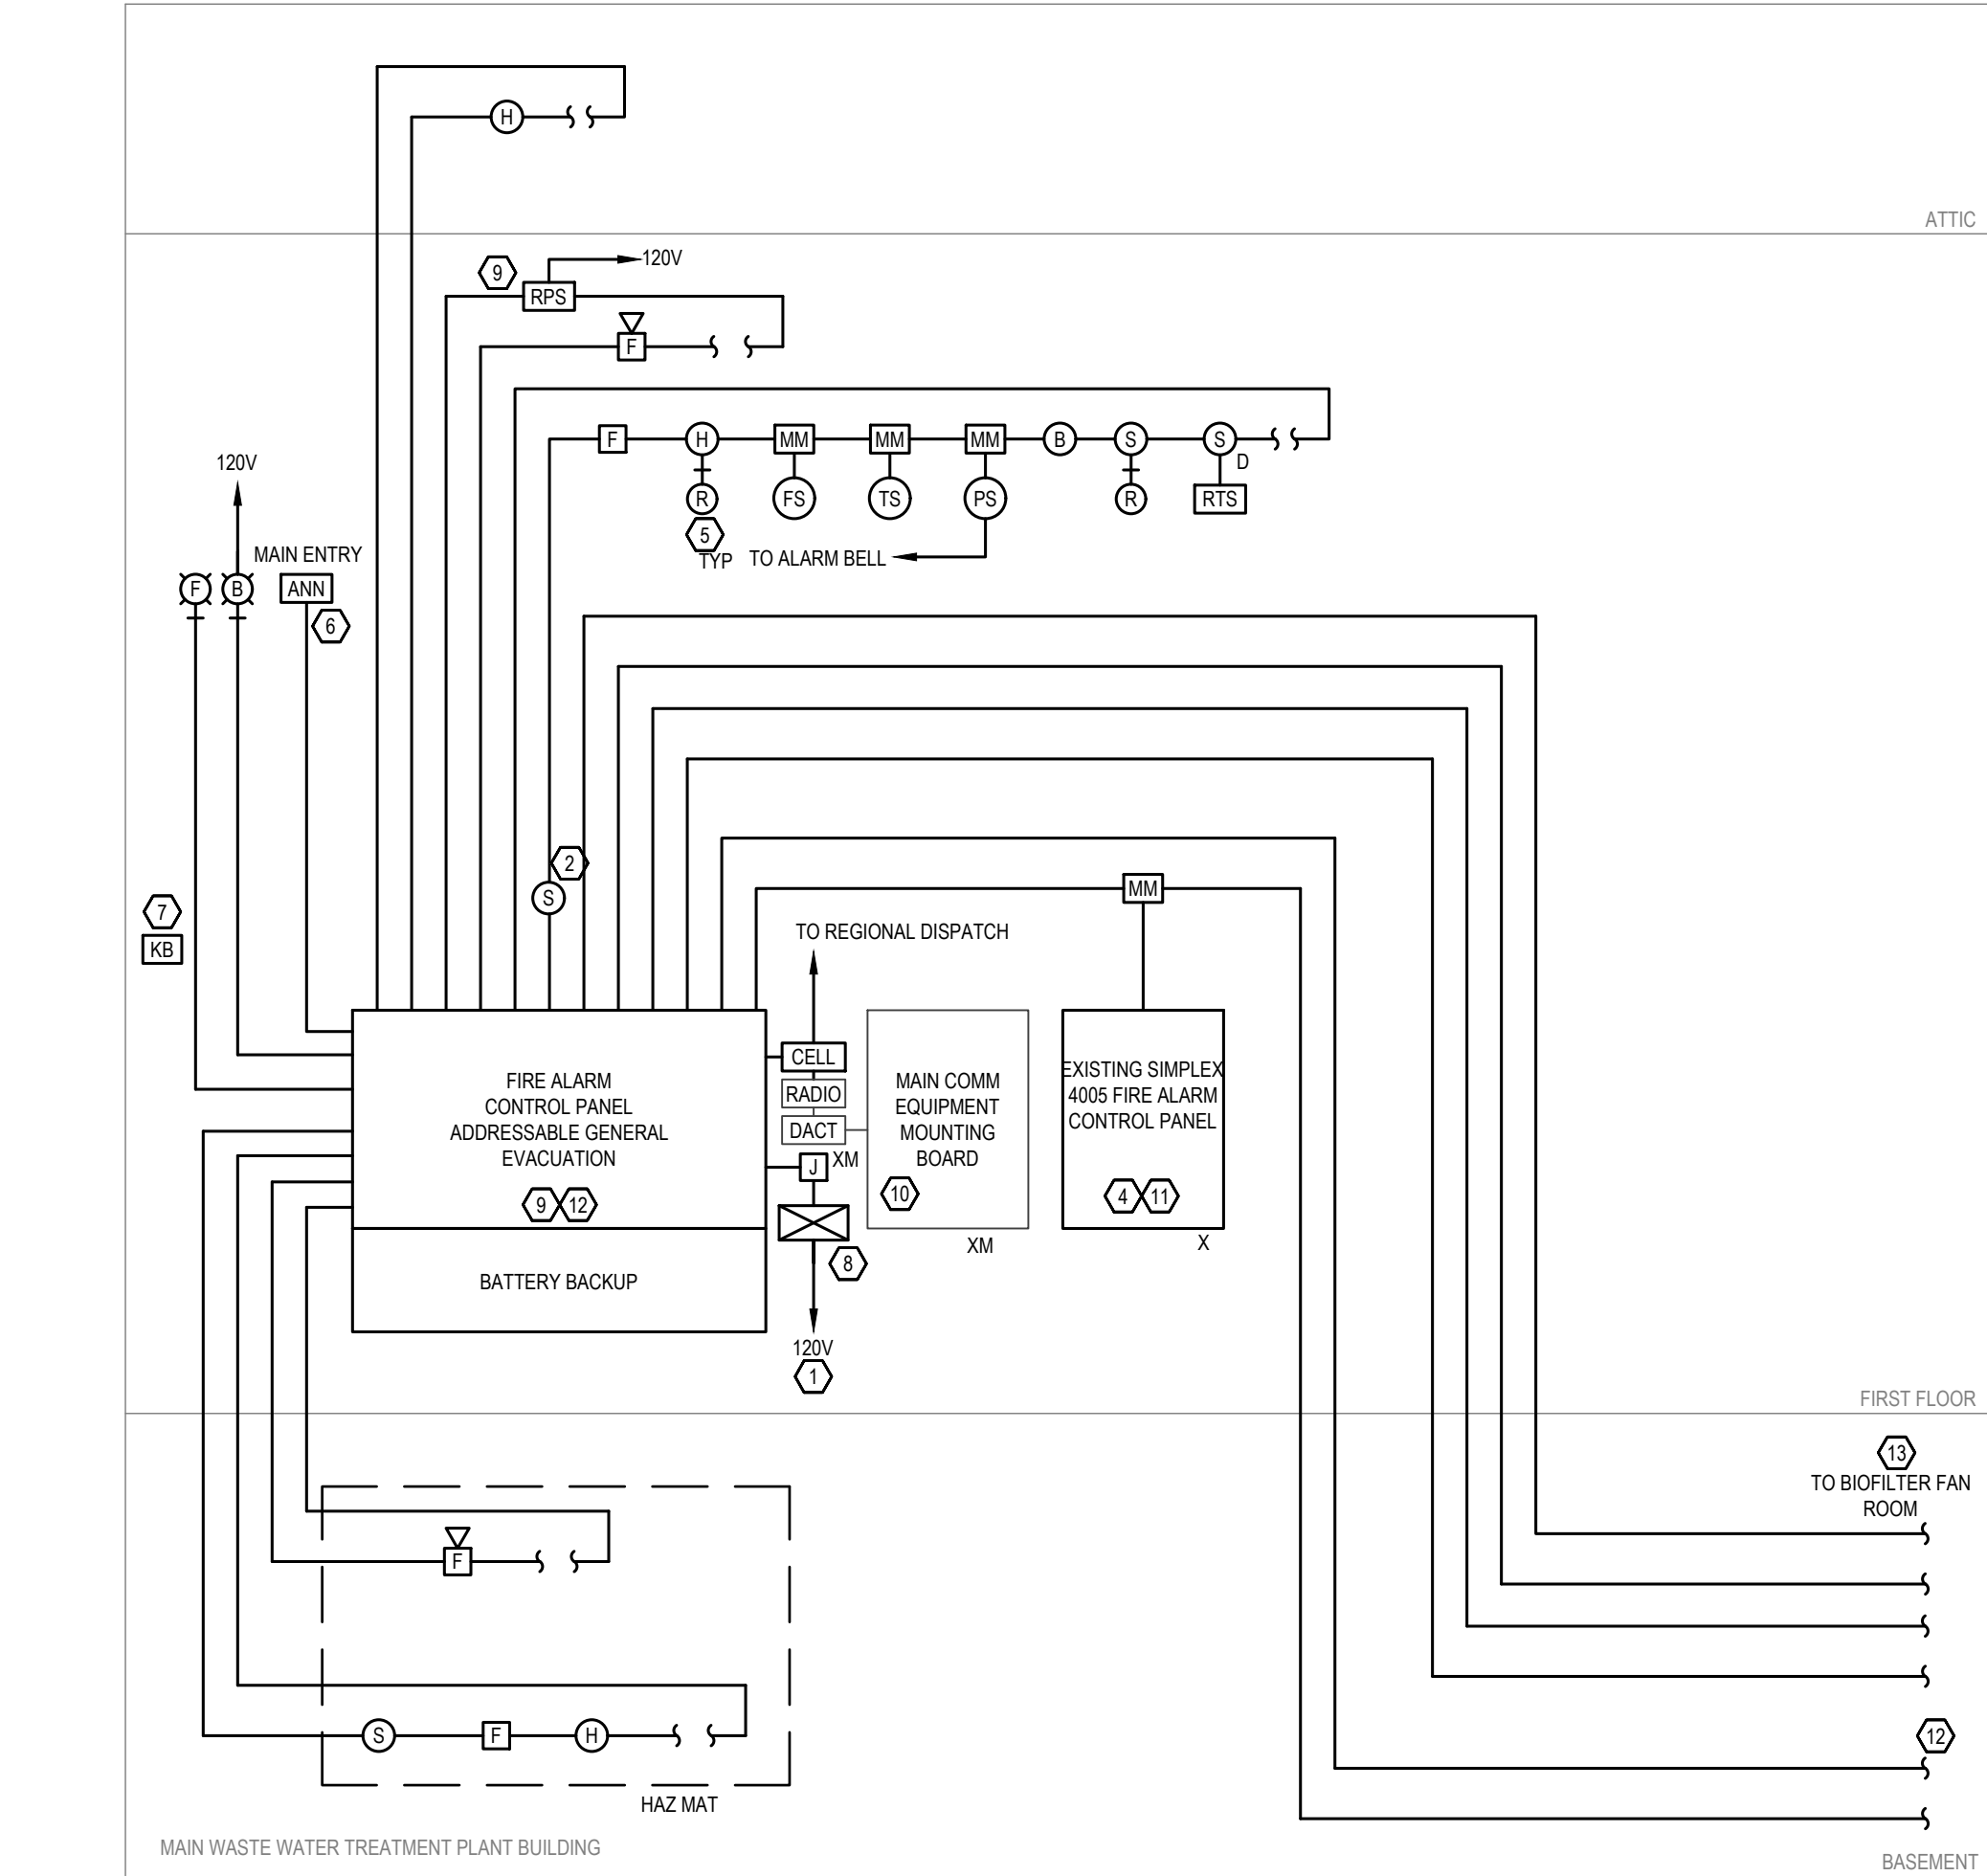 H
ATTIC
9
120V
RPS
F
F
H
MM
MM
MM
B
S
S
D
R
FS
TS
PS
R
RTS
5
TYP
TO ALARM BELL
120V
MAIN ENTRY
F
B
ANN
6
2
S
7
KB
MM
TO REGIONAL DISPATCH
CELL
RADIO
DACT
J
XM
FIRE ALARM
CONTROL PANEL
ADDRESSABLE GENERAL
EVACUATION
9
12
BATTERY BACKUP
MAIN COMM
EQUIPMENT
MOUNTING
BOARD
10
XM
EXISTING SIMPLEX
4005 FIRE ALARM
CONTROL PANEL
4
11
X
8
120V
1
FIRST FLOOR
13
TO BIOFILTER FAN
ROOM
F
S
F
H
12
HAZ MAT
MAIN WASTE WATER TREATMENT PLANT BUILDING
BASEMENT